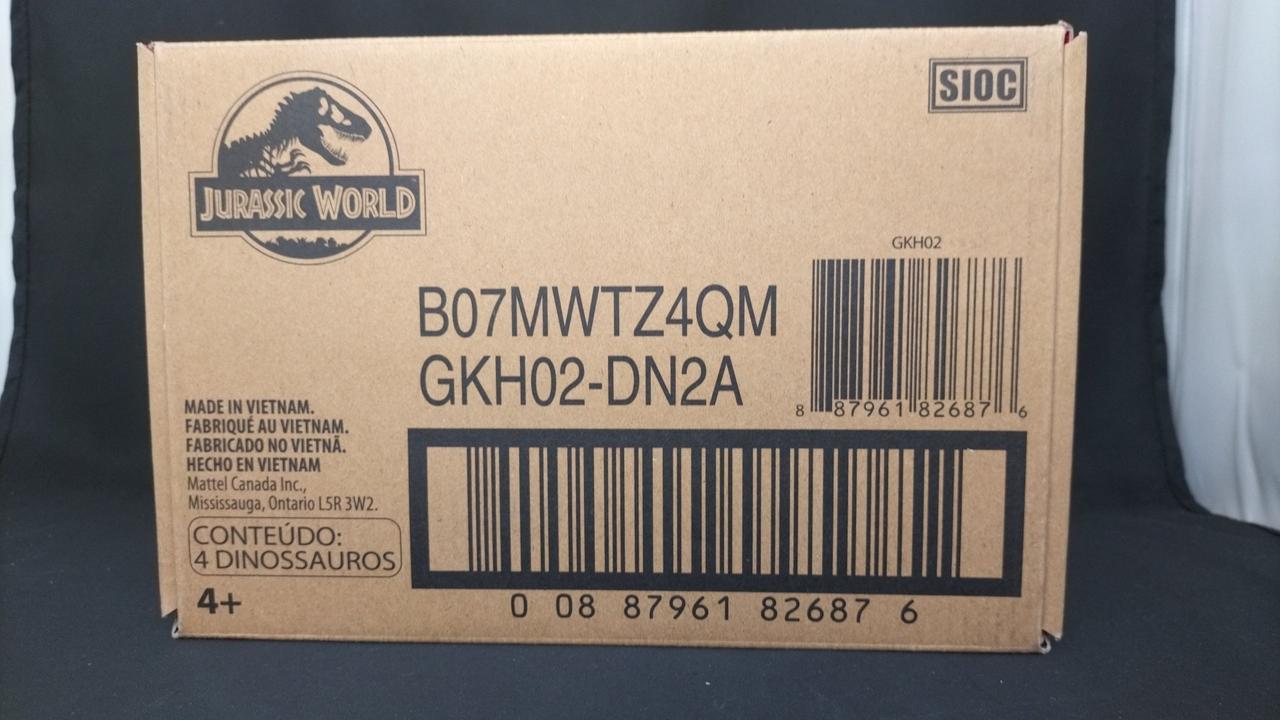 SIOC
JURASSIC WORLD
GKH02
B07MWTZ4QM
GKH02-DN2A
8 87961 82687 6
MADE IN VIETNAM.
FABRIQUÉ AU VIETNAM.
FABRICADO NO VIETNÃ.
HECHO EN VIETNAM
Mattel Canada Inc.,
Mississauga, Ontario L5R 3W2.
CONTEÚDO:
4 DINOSSAUROS
4+
0 08 87961 82687 6